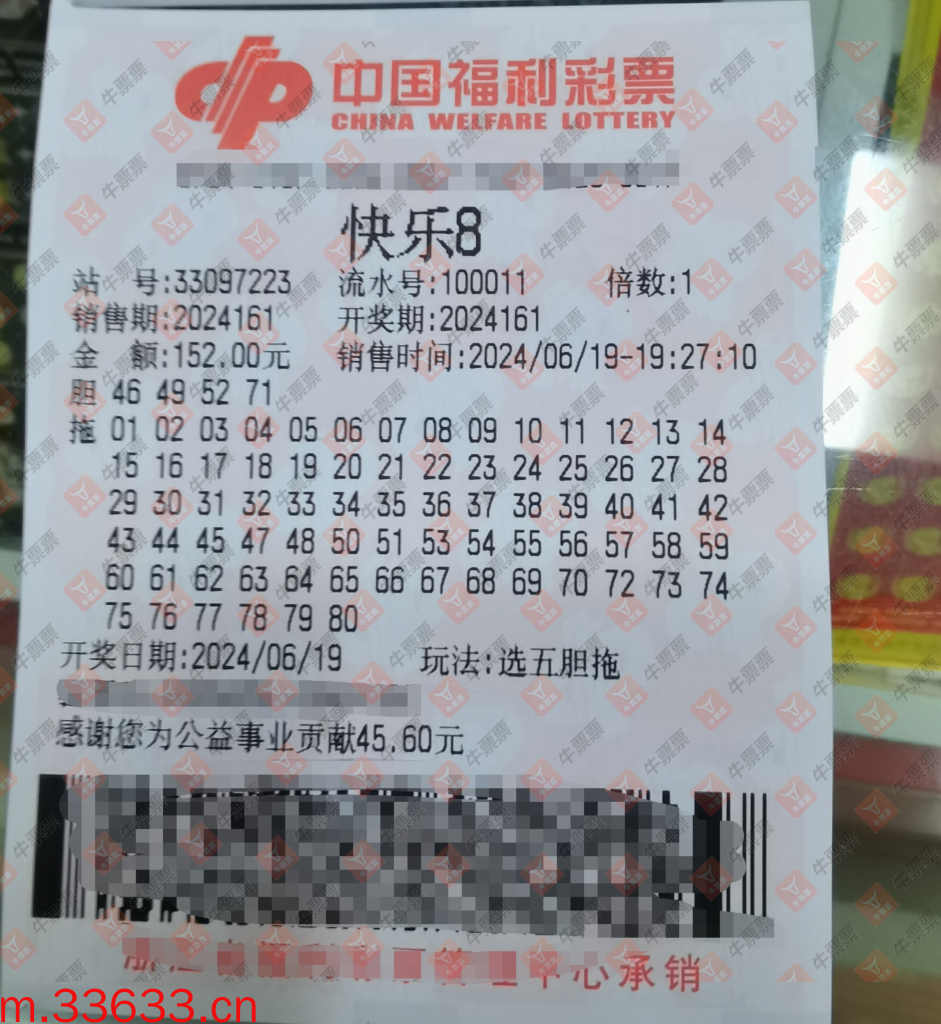 中国福利彩票
CHINA WELFARE LOTTERY
快乐8
站 号:33097223 流水号:100011 倍数:1
销售期:2024161 开奖期:2024161
金 额:152.00元 销售时间:2024/06/19-19:27:10
胆 46 49 52 71
拖 01 02 03 04 05 06 07 08 09 10 11 12 13 14
15 16 17 18 19 20 21 22 23 24 25 26 27 28
29 30 31 32 33 34 35 36 37 38 39 40 41 42
43 44 45 47 48 50 51 53 54 55 56 57 58 59
60 61 62 63 64 65 66 67 68 69 70 72 73 74
75 76 77 78 79 80
开奖日期:2024/06/19 玩法:选五胆拖
感谢您为公益事业贡献45.60元
中心承销
m.33633.cn
牛票票